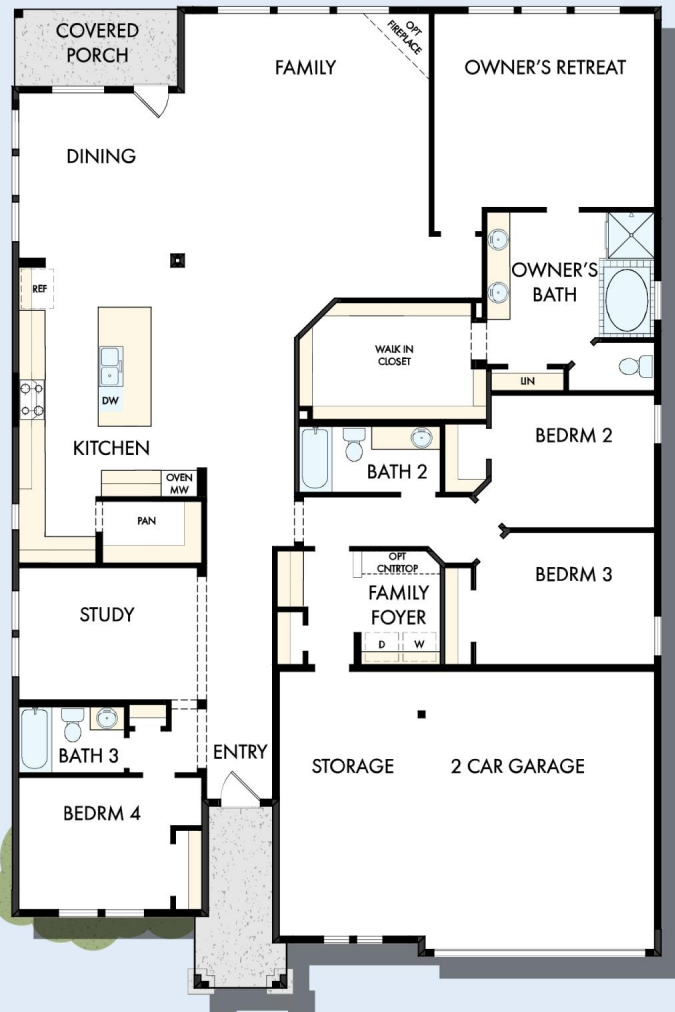 COVERED
PORCH
OPT
FIREPLACE
FAMILY
OWNER'S RETREAT
DINING
OWNER'S
BATH
REF
WALK IN
CLOSET
LIN
DW
KITCHEN
BEDRM 2
BATH 2
OVEN
MW
PAN
OPT
CNTRTOP
FAMILY
FOYER
BEDRM 3
STUDY
D
W
BATH 3
ENTRY
STORAGE
2 CAR GARAGE
BEDRM 4